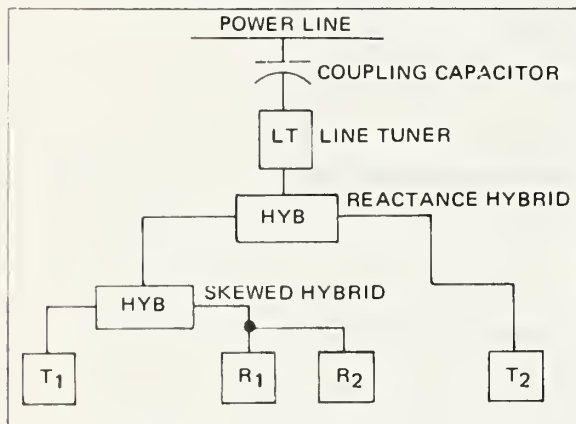 POWER LINE
COUPLING CAPACITOR
LT LINE TUNER
REACTANCE HYBRID
HYB
HYB SKEWED HYBRID
T1 R1 R2 T2